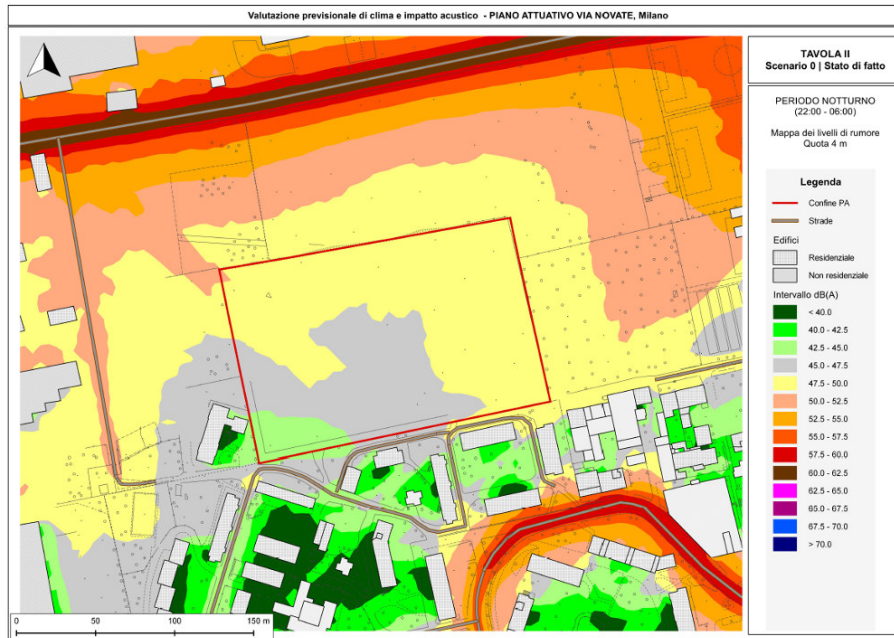 Valutazione previsionale di clima e impatto acustico - PIANO ATTUATIVO VIA NOVATE, Milano
TAVOLA II
Scenario 0 | Stato di fatto
PERIODO NOTTURNO
(22:00 - 06:00)
Mappa dei livelli di rumore
Quota 4 m
Legenda
Confine PA
Strade
Edifici
Residenziale
Non residenziale
Intervallo dB(A)
< 40.0
40.0 - 42.5
42.5 - 45.0
45.0 - 47.5
47.5 - 50.0
50.0 - 52.5
52.5 - 55.0
55.0 - 57.5
57.5 - 60.0
60.0 - 62.5
62.5 - 65.0
65.0 - 67.5
67.5 - 70.0
> 70.0
0 50 100 150 m